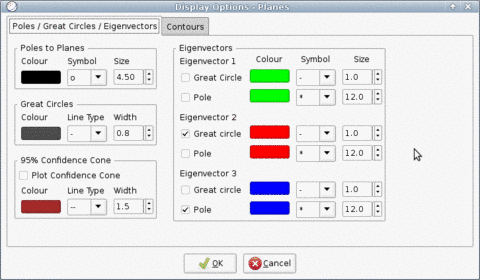 Display Options - Planes
Poles / Great Circles / Eigenvectors Contours
Poles to Planes
Colour Symbol Size
o 4.50
Great Circles
Colour Line Type Width
- 0.8
95% Confidence Cone
Plot Confidence Cone
Colour Line Type Width
-- 1.5
Eigenvectors
Colour Symbol Size
Eigenvector 1
Great Circle - 1.0
Pole * 12.0
Eigenvector 2
Great circle - 1.0
Pole * 12.0
Eigenvector 3
Great circle - 1.0
Pole * 12.0
OK Cancel